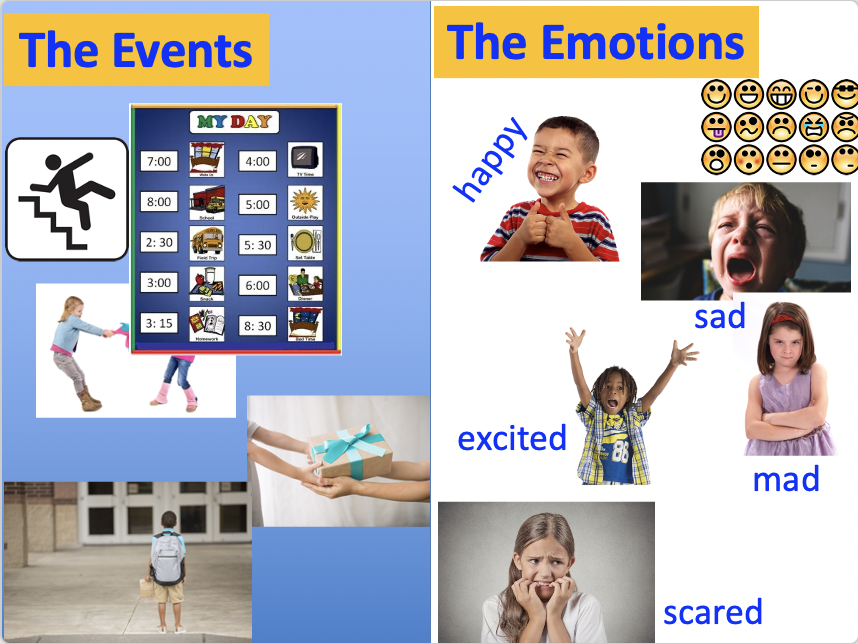 The Events
MY DAY
7:00
Wake Up
4:00
TV Time
8:00
School
5:00
Outside Play
2: 30
Field Trip
5: 30
Set Table
3:00
Snack
6:00
Dinner
3: 15
Homework
8: 30
Bed Time
The Emotions
happy
sad
excited
88
mad
scared